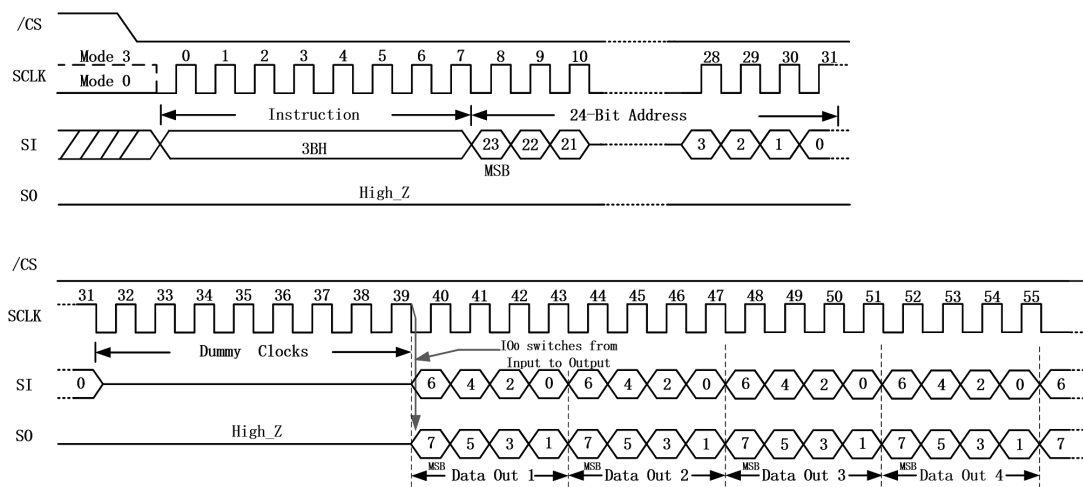 /CS
Mode 3
0 1 2 3 4 5 6 7 8 9 10 28 29 30 31
SCLK
Mode 0
Instruction 24-Bit Address
SI
3BH 23 22 21 3 2 1 0
MSB
High_Z
SO
/CS
31 32 33 34 35 36 37 38 39 40 41 42 43 44 45 46 47 48 49 50 51 52 53 54 55
SCLK
IOo switches from
Dummy Clocks
Input to Output
SI 0 6 4 2 0 6 4 2 0 6 4 2 0 6 4 2 0 6
High_Z
SO 7 5 3 1 7 5 3 1 7 5 3 1 7 5 3 1 7
MSB MSB MSB MSB
Data Out 1 Data Out 2 Data Out 3 Data Out 4